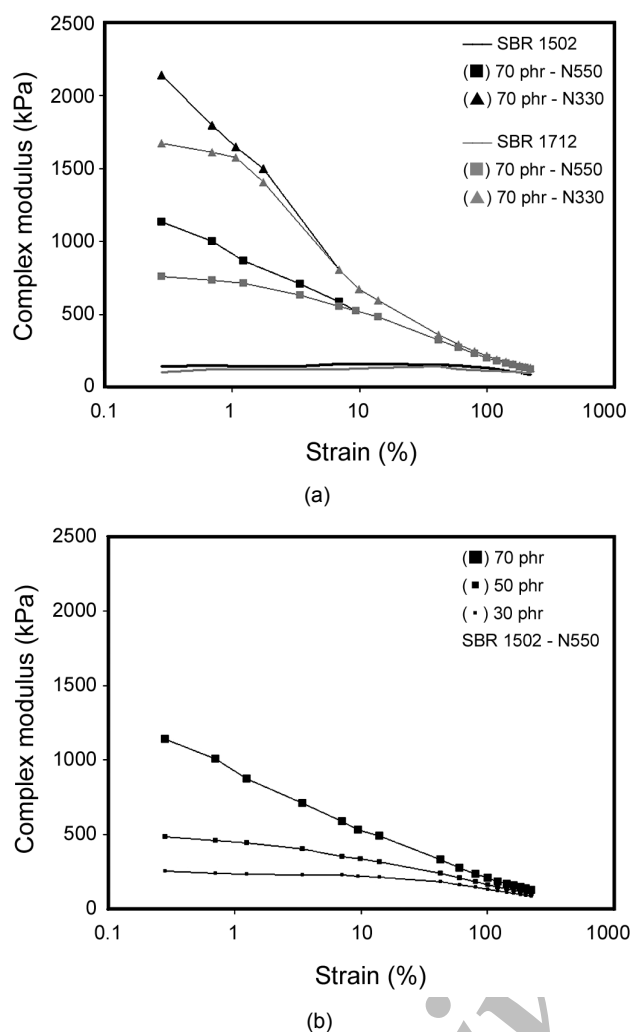 2500
2000
1500
1000
500
0
Complex modulus (kPa)
SBR 1502
(■) 70 phr - N550
(▲) 70 phr - N330
SBR 1712
(■) 70 phr - N550
(▲) 70 phr - N330
0.1 1 10 100 1000
Strain (%)
(a)
2500
2000
1500
1000
500
0
Complex modulus (kPa)
(■) 70 phr
(▪) 50 phr
(·) 30 phr
SBR 1502 - N550
0.1 1 10 100 1000
Strain (%)
(b)